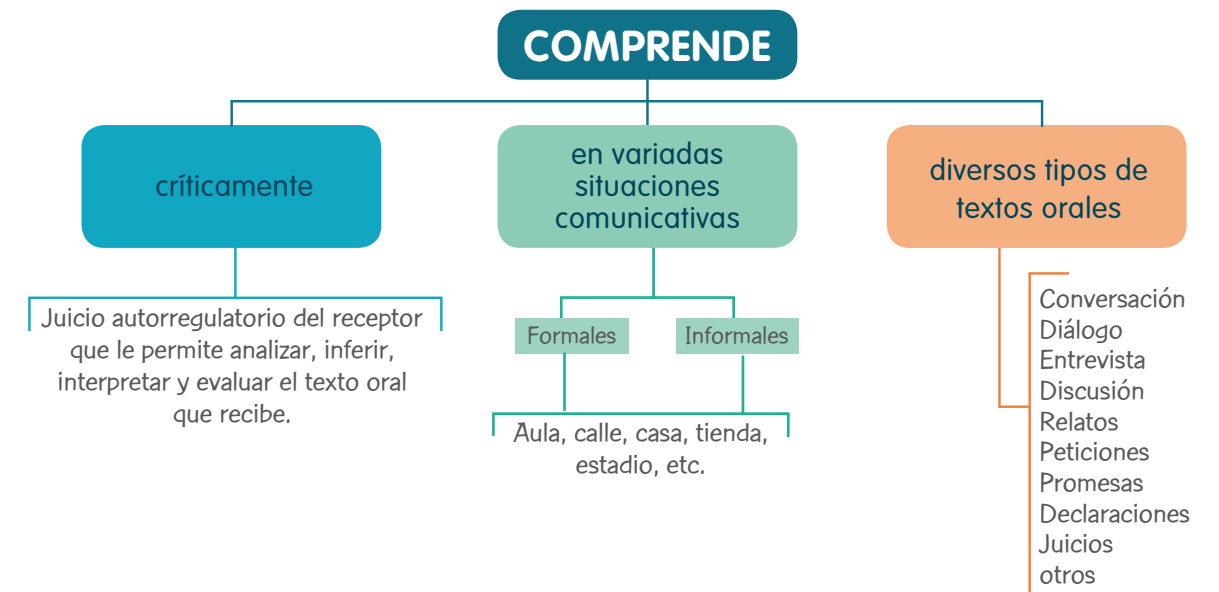 COMPRENDE
críticamente
en variadas
situaciones
comunicativas
diversos tipos de
textos orales
Juicio autorregulatorio del receptor
que le permite analizar, inferir,
interpretar y evaluar el texto oral
que recibe.
Formales
Informales
Aula, calle, casa, tienda,
estadio, etc.
Conversación
Diálogo
Entrevista
Discusión
Relatos
Peticiones
Promesas
Declaraciones
Juicios
otros